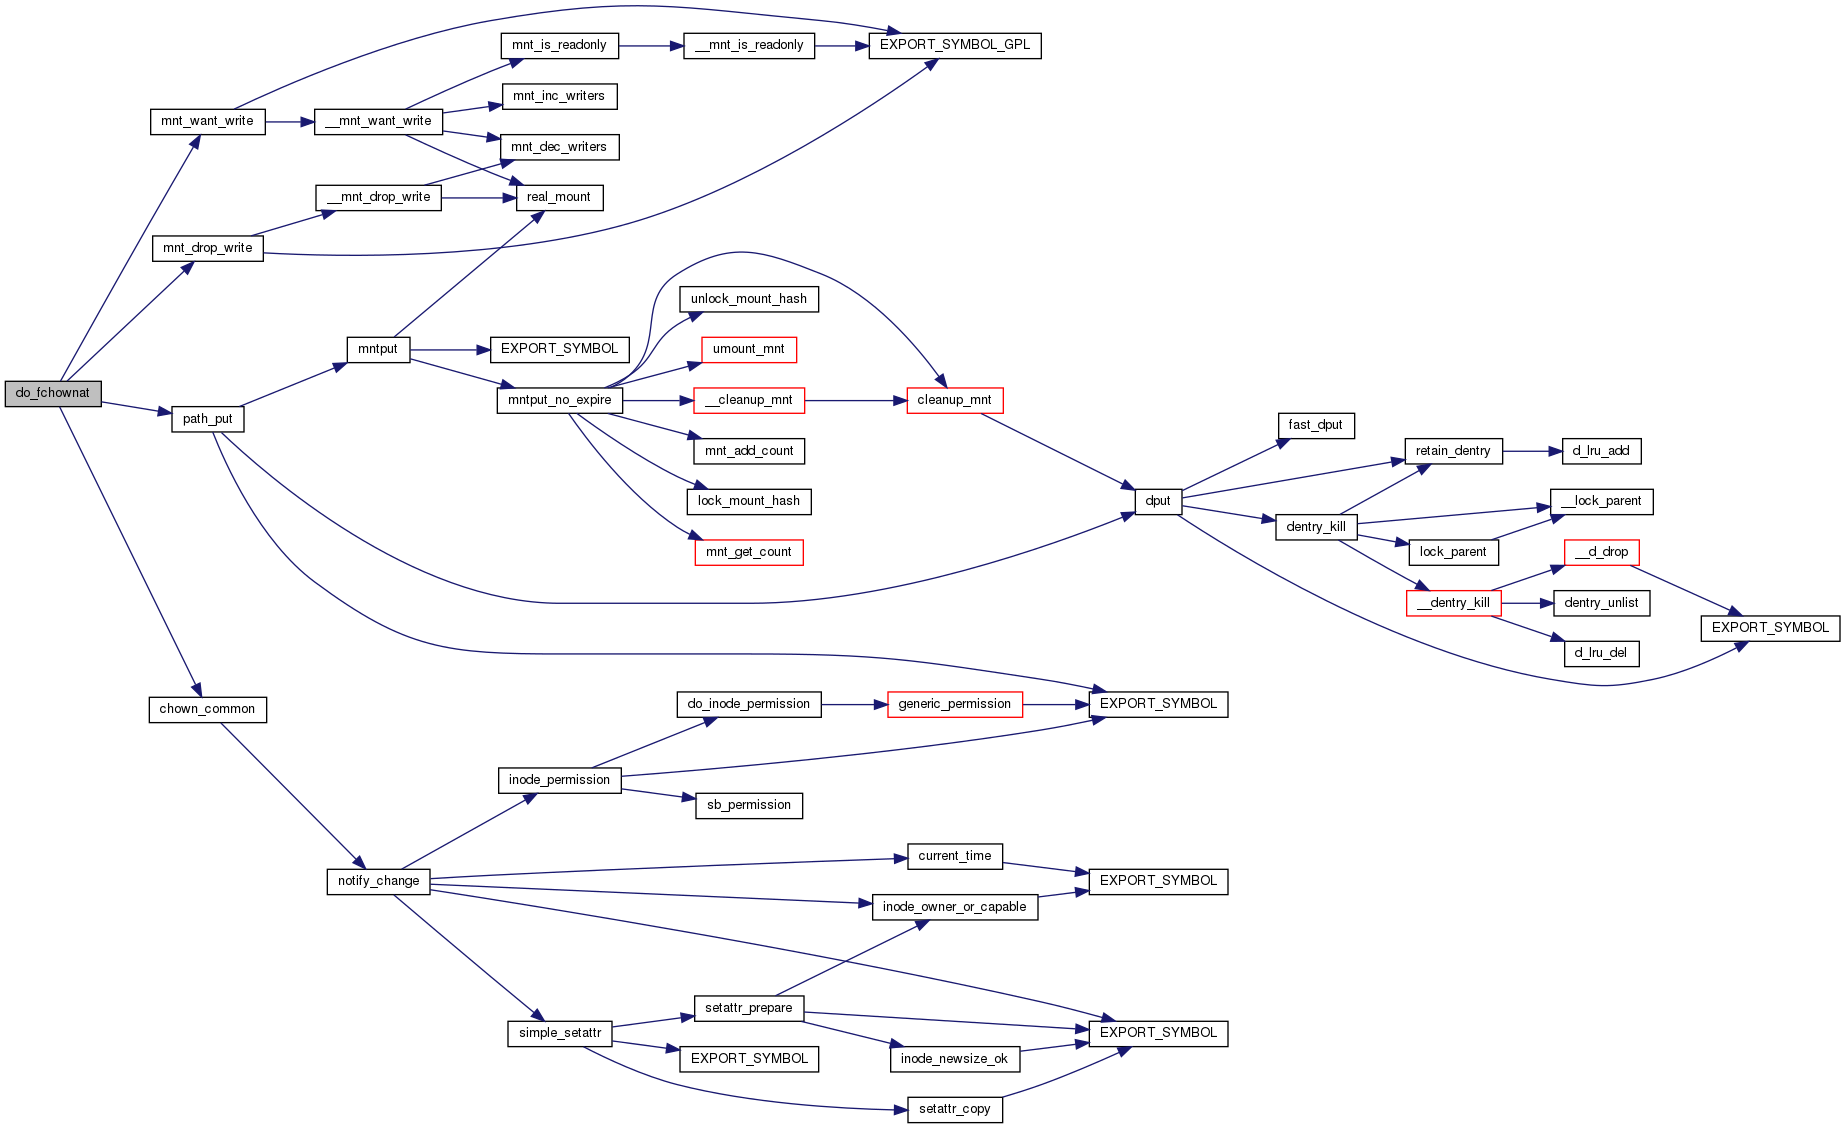 do_fchownat
mnt_want_write
mnt_drop_write
path_put
chown_common
__mnt_want_write
__mnt_drop_write
mntput
notify_change
mnt_is_readonly
mnt_inc_writers
mnt_dec_writers
real_mount
EXPORT_SYMBOL
mntput_no_expire
inode_permission
simple_setattr
__mnt_is_readonly
unlock_mount_hash
umount_mnt
__cleanup_mnt
mnt_add_count
lock_mount_hash
mnt_get_count
do_inode_permission
sb_permission
setattr_prepare
EXPORT_SYMBOL
EXPORT_SYMBOL_GPL
cleanup_mnt
generic_permission
current_time
inode_owner_or_capable
inode_newsize_ok
setattr_copy
dput
EXPORT_SYMBOL
EXPORT_SYMBOL
EXPORT_SYMBOL
fast_dput
dentry_kill
retain_dentry
lock_parent
__dentry_kill
d_lru_add
__lock_parent
__d_drop
dentry_unlist
d_lru_del
EXPORT_SYMBOL